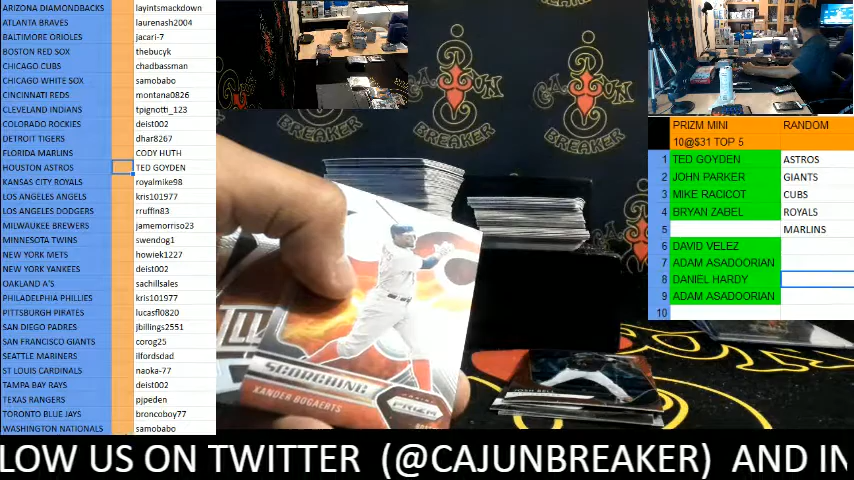 ARIZONA DIAMONDBACKS layintsmackdown
ATLANTA BRAVES laurenash2004
BALTIMORE ORIOLES jacari-7
BOSTON RED SOX thebucyk
CHICAGO CUBS chadbassman
CHICAGO WHITE SOX samobabo
CINCINNATI REDS montana0826
CLEVELAND INDIANS tpignotti_123
COLORADO ROCKIES deist002
DETROIT TIGERS dhar8267
FLORIDA MARLINS CODY HUTH
HOUSTON ASTROS TED GOYDEN
KANSAS CITY ROYALS royalmike98
LOS ANGELES ANGELS kris101977
LOS ANGELES DODGERS rruffin83
MILWAUKEE BREWERS jamemorriso23
MINNESOTA TWINS swendog1
NEW YORK METS howiek1227
NEW YORK YANKEES deist002
OAKLAND A'S sachillsales
PHILADELPHIA PHILLIES kris101977
PITTSBURGH PIRATES lucasfl0820
SAN DIEGO PADRES jbillings2551
SAN FRANCISCO GIANTS corog25
SEATTLE MARINERS ilfordsdad
ST LOUIS CARDINALS naoka-77
TAMPA BAY RAYS deist002
TEXAS RANGERS pjpeden
TORONTO BLUE JAYS broncoboy77
WASHINGTON NATIONALS samobabo
CAJUN
BREAKER
CAJUN
BREAKER
SCORCHING
XANDER BOGAERTS
PRIZM
PRIZM MINI RANDOM
10@$31 TOP 5
1 TED GOYDEN ASTROS
2 JOHN PARKER GIANTS
3 MIKE RACICOT CUBS
4 BRYAN ZABEL ROYALS
5 MARLINS
6 DAVID VELEZ
7 ADAM ASADOORIAN
8 DANIEL HARDY
9 ADAM ASADOORIAN
10
LOW US ON TWITTER (@CAJUNBREAKER) AND IN